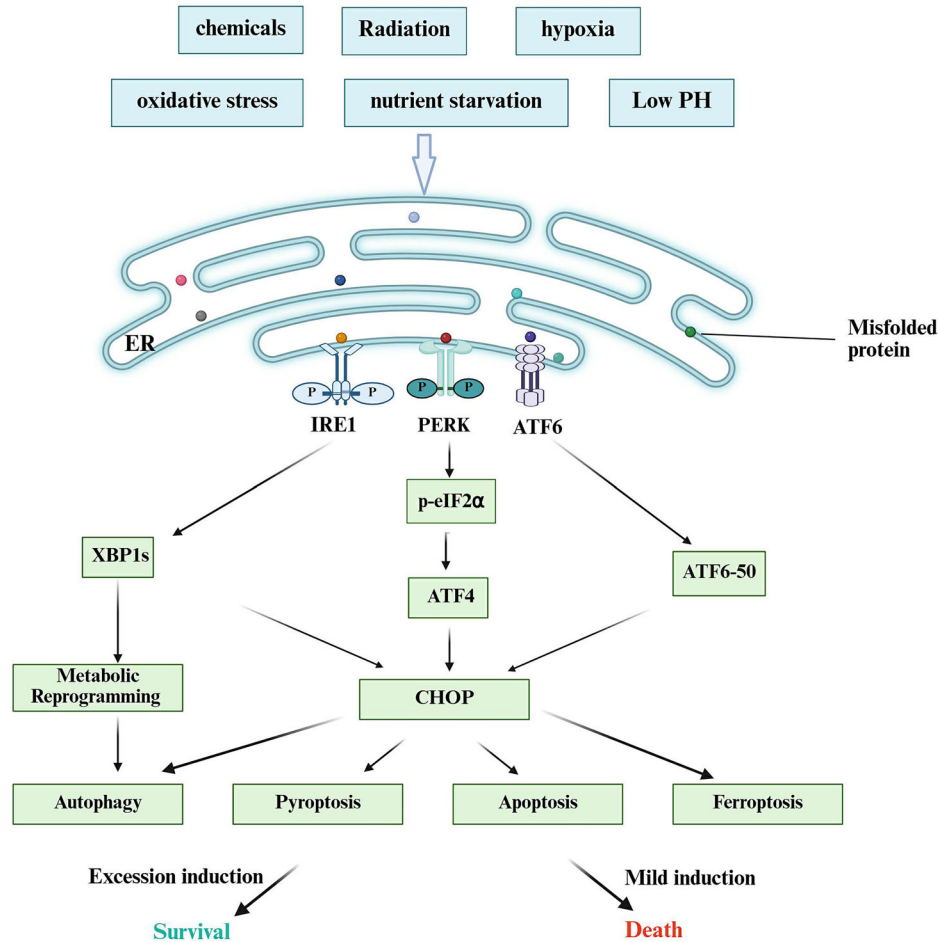 chemicals
Radiation
hypoxia
oxidative stress
nutrient starvation
Low PH
ER
Misfolded
protein
P
P
P
P
IRE1
PERK
ATF6
p-eIF2α
XBP1s
ATF6-50
ATF4
Metabolic
Reprogramming
CHOP
Autophagy
Pyroptosis
Apoptosis
Ferroptosis
Excession induction
Mild induction
Survival
Death